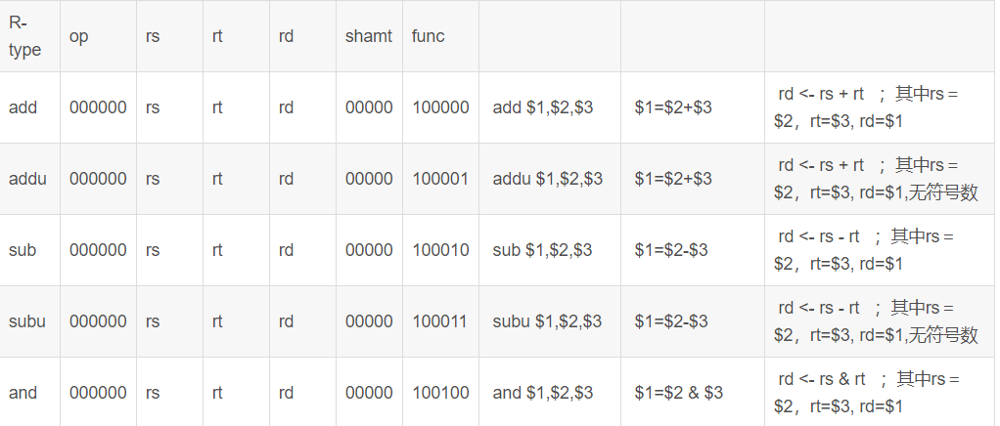 R-type op rs rt rd shamt func
add 000000 rs rt rd 00000 100000 add $1,$2,$3 $1=$2+$3 rd <- rs + rt ；其中rs =
$2，rt=$3, rd=$1
addu 000000 rs rt rd 00000 100001 addu $1,$2,$3 $1=$2+$3 rd <- rs + rt ；其中rs =
$2，rt=$3, rd=$1,无符号数
sub 000000 rs rt rd 00000 100010 sub $1,$2,$3 $1=$2-$3 rd <- rs - rt ；其中rs =
$2，rt=$3, rd=$1
subu 000000 rs rt rd 00000 100011 subu $1,$2,$3 $1=$2-$3 rd <- rs - rt ；其中rs =
$2，rt=$3, rd=$1,无符号数
and 000000 rs rt rd 00000 100100 and $1,$2,$3 $1=$2 & $3 rd <- rs & rt ；其中rs =
$2，rt=$3, rd=$1